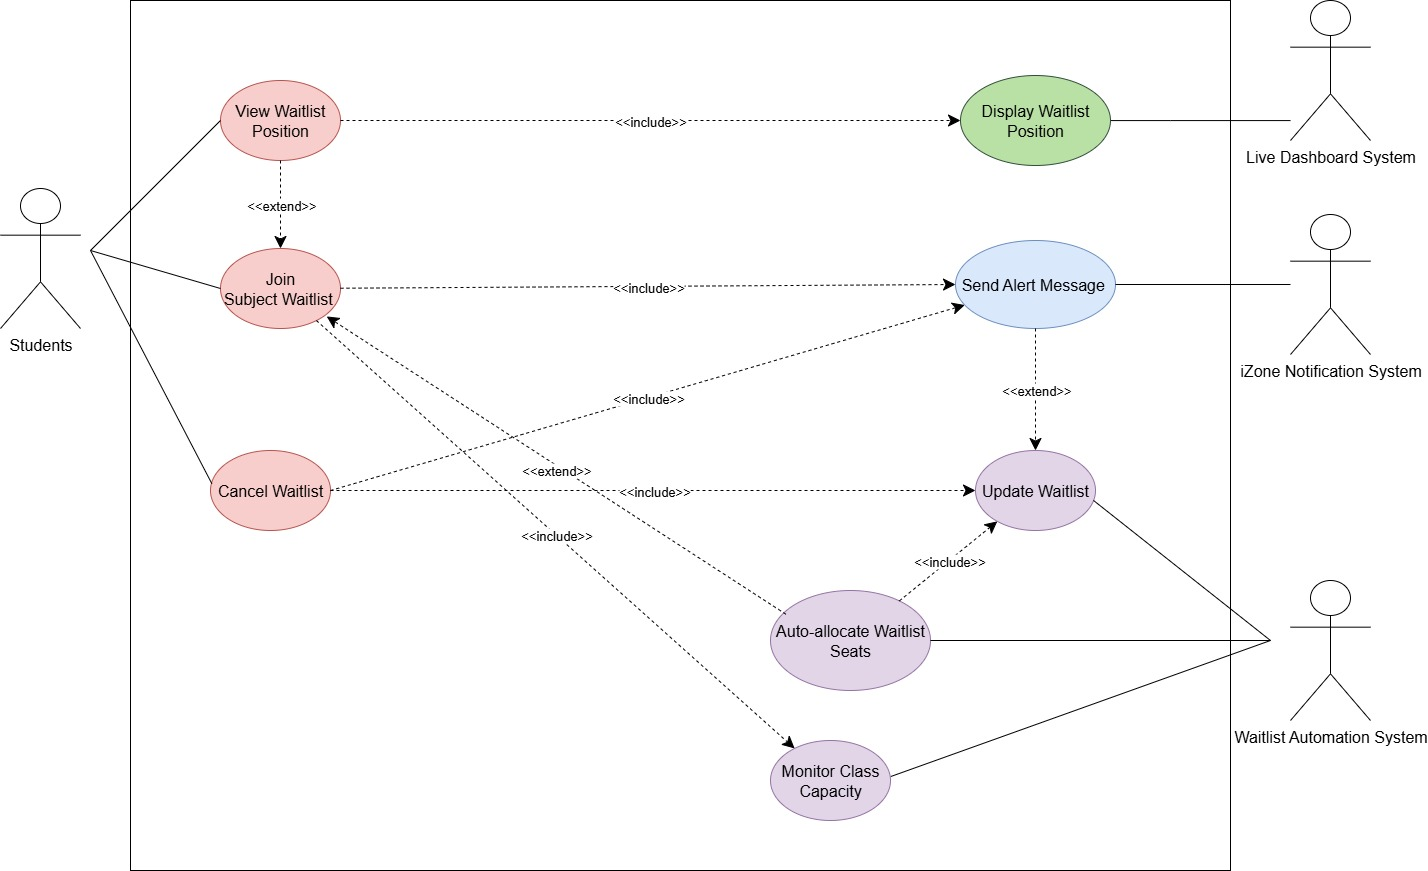 View Waitlist
Position
<<include>>
Display Waitlist
Position
Live Dashboard System
<<extend>>
Students
Join
Subject Waitlist
<<include>>
Send Alert Message
iZone Notification System
<<include>>
<<extend>>
Cancel Waitlist
<<extend>>
<<include>>
Update Waitlist
<<include>>
<<include>>
Auto-allocate Waitlist
Seats
Waitlist Automation System
Monitor Class
Capacity